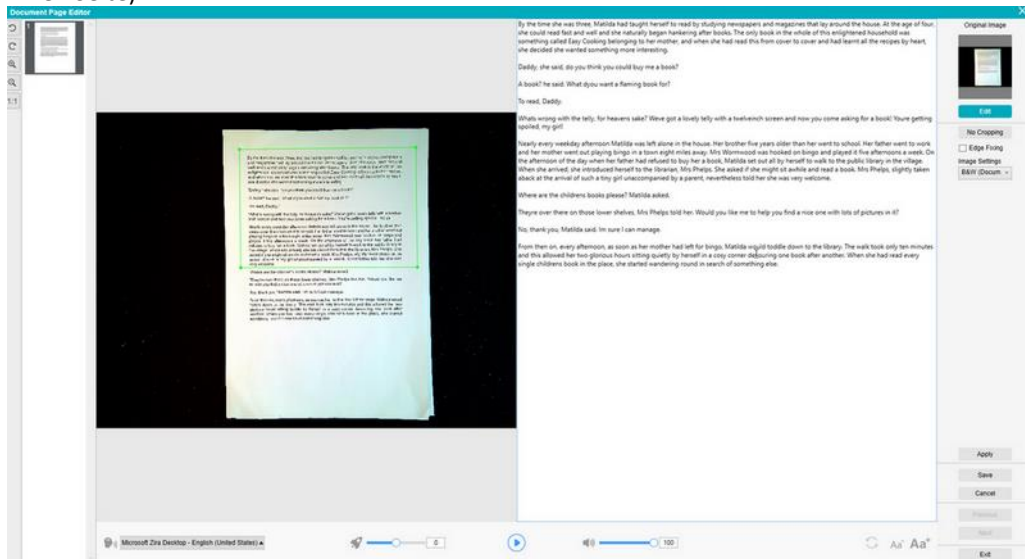 Document Page Editor
1
1:1
By the time she was three, Matilda had taught herself to read by studying newspapers and magazines that lay around the house. At the age of four,
she could read fast and well and she naturally began hankering after books. The only book in the whole of this enlightened household was
something called Easy Cooking belonging to her mother, and when she had read this from cover to cover and had learnt all the recipes by heart,
she decided she wanted something more interesting.
Daddy, she said, do you think you could buy me a book?
A book? he said. What dyou want a flaming book for?
To read, Daddy.
Whats wrong with the telly, for heavens sake? Weve got a lovely telly with a twelveinch screen and now you come asking for a book! Youre getting
spoiled, my girl!
Nearly every weekday afternoon Matilda was left alone in the house. Her brother five years older than her went to school. Her father went to work
and her mother went out playing bingo in a town eight miles away. Mrs Wormwood was hooked on bingo and played it five afternoons a week. On
the afternoon of the day when her father had refused to buy her a book, Matilda set out all by herself to walk to the public library in the village.
When she arrived, she introduced herself to the librarian, Mrs Phelps. She asked if she might sit awhile and read a book. Mrs Phelps, slightly taken
aback at the arrival of such a tiny girl unaccompanied by a parent, nevertheless told her she was very welcome.
Where are the childrens books please? Matilda asked.
Theyre over there on those lower shelves, Mrs Phelps told her. Would you like me to help you find a nice one with lots of pictures in it?
No, thank you, Matilda said. Im sure I can manage.
From then on, every afternoon, as soon as her mother had left for bingo, Matilda would toddle down to the library. The walk took only ten minutes
and this allowed her two glorious hours sitting quietly by herself in a cosy corner devouring one book after another. When she had read every
single childrens book in the place, she started wandering round in search of something else.
Original Image
Edit
No Cropping
Edge Fixing
Image Settings
B&W (Docum
Apply
Save
Cancel
Previous
Next
Exit
Microsoft Zira Desktop - English (United States)
0
100
Aa-
Aa+